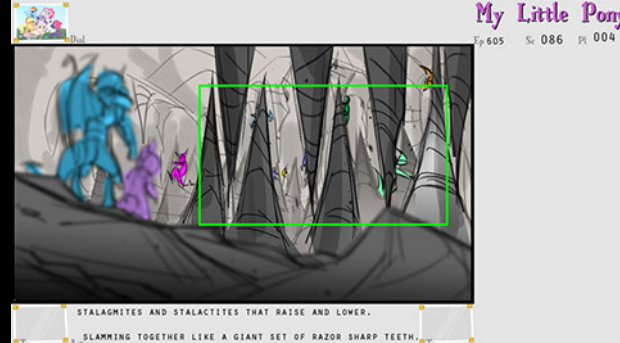 My Little Pony
Ep 605 Sc 086 Pl 004
Dial
STALAGMITES AND STALACTITES THAT RAISE AND LOWER,
SLAMMING TOGETHER LIKE A GIANT SET OF RAZOR SHARP TEETH.